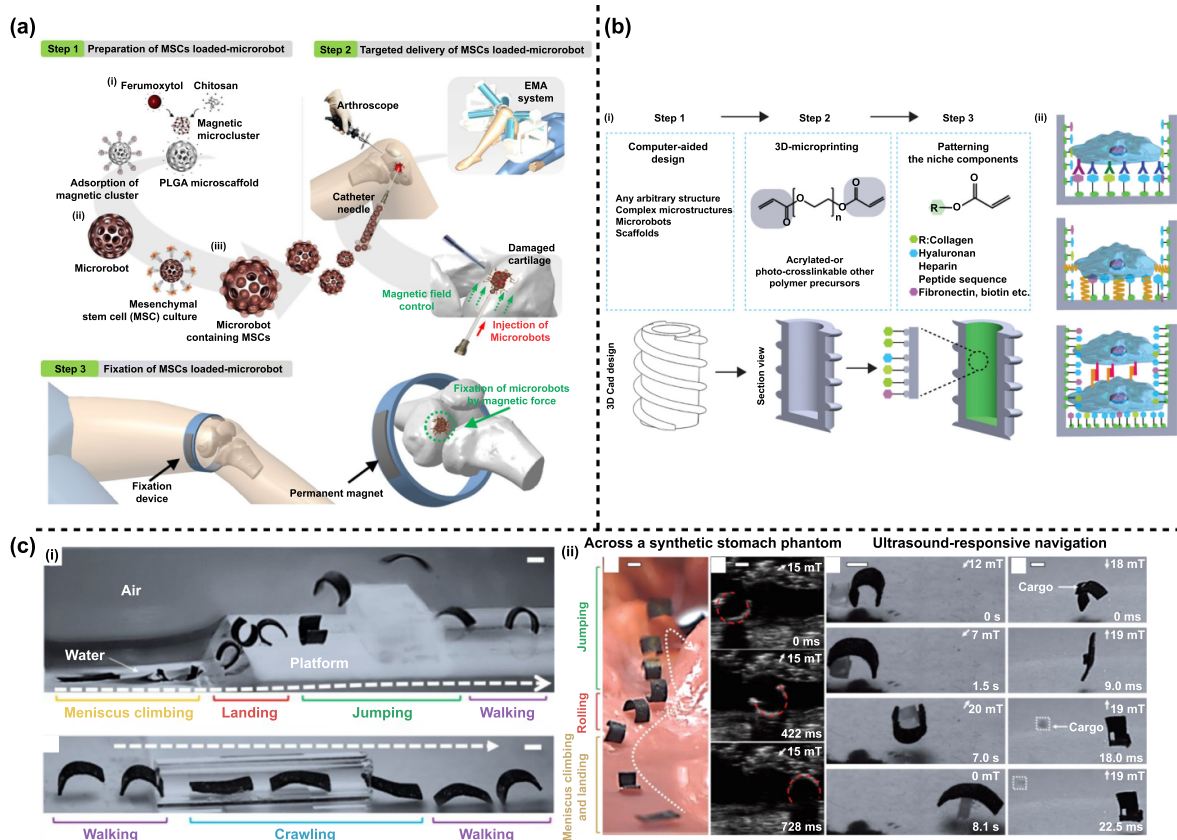 (a)
Step 1 Preparation of MSCs loaded-microrobot
(i)
Ferumoxytol
Chitosan
Magnetic
microcluster
Adsorption of
magnetic cluster
PLGA microscaffold
(ii)
Microrobot
Mesenchymal
stem cell (MSC) culture
(iii)
Microrobot
containing MSCs
Step 2 Targeted delivery of MSCs loaded-microrobot
Arthroscope
EMA
system
Catheter
needle
Damaged
cartilage
Magnetic field
control
Injection of
Microrobots
Step 3 Fixation of MSCs loaded-microrobot
Fixation
device
Permanent magnet
Fixation of microrobots
by magnetic force
(b)
(i)
Step 1
Step 2
Step 3
(ii)
Computer-aided
design
Any arbitrary structure
Complex microstructures
Microrobots
Scaffolds
3D-microprinting
O
O
O
O
n
Acrylated-or
photo-crosslinkable other
polymer precursors
Patterning
the niche components
O
R
O
R:Collagen
Hyaluronan
Heparin
Peptide sequence
Fibronectin, biotin etc.
3D Cad design
Section view
(c)
(i)
Air
Water
Platform
Meniscus climbing
Landing
Jumping
Walking
Walking
Crawling
Walking
(ii)
Across a synthetic stomach phantom
Ultrasound-responsive navigation
Jumping
Rolling
Meniscus climbing
and landing
15 mT
0 ms
15 mT
422 ms
15 mT
728 ms
12 mT
0 s
7 mT
1.5 s
20 mT
7.0 s
0 mT
8.1 s
18 mT
Cargo
0 ms
19 mT
9.0 ms
19 mT
Cargo
18.0 ms
19 mT
22.5 ms